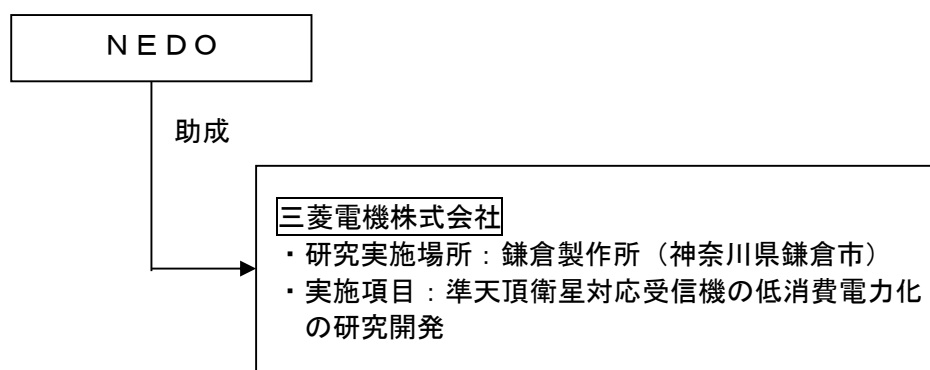 ＮＥＤＯ
助成
三菱電機株式会社
・研究実施場所：鎌倉製作所（神奈川県鎌倉市）
・実施項目：準天頂衛星対応受信機の低消費電力化
の研究開発